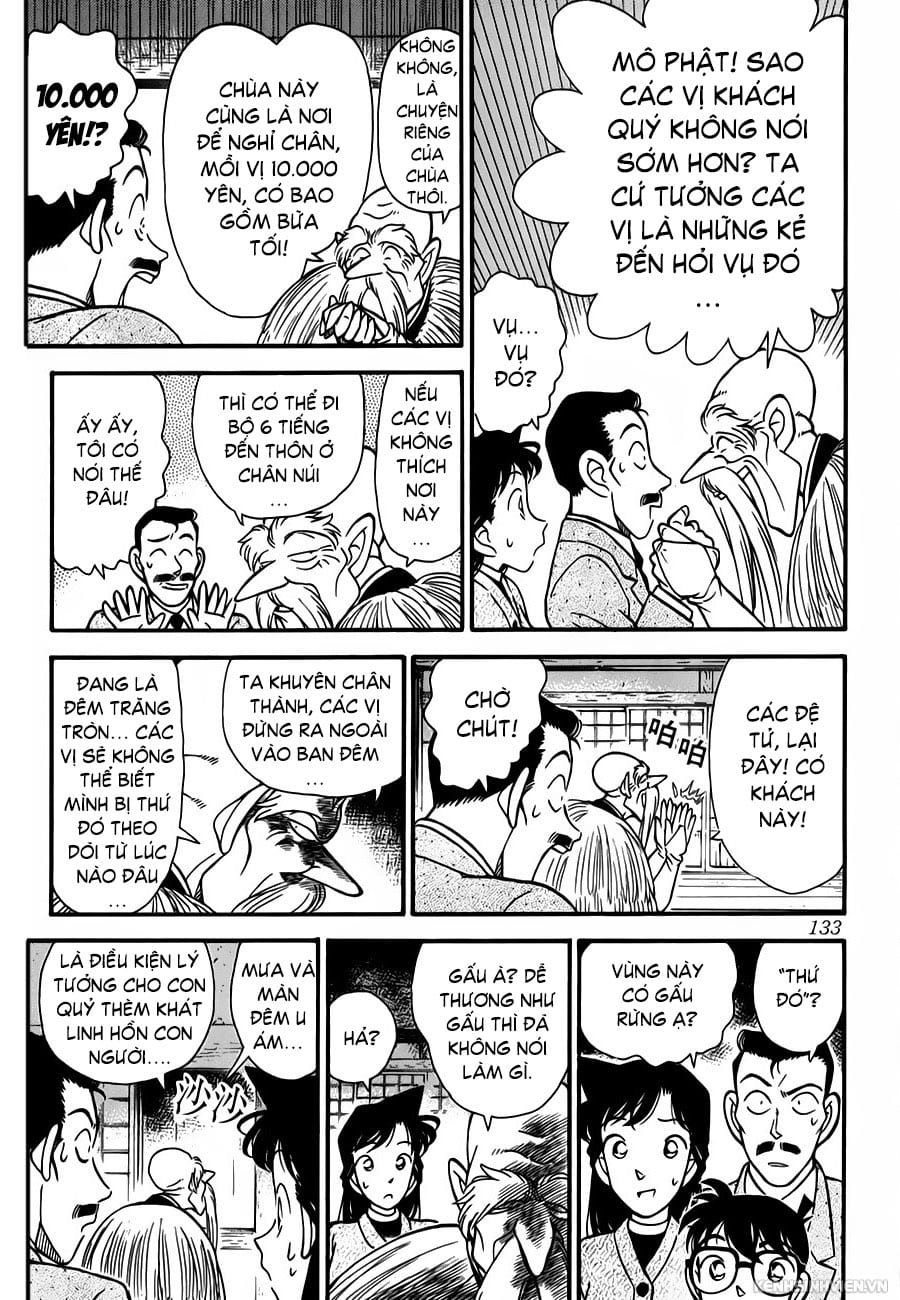 MÔ PHẬT! SAO
CÁC VỊ KHÁCH
QUÝ KHÔNG NÓI
SỚM HƠN? TA
CỨ TƯỞNG CÁC
VỊ LÀ NHỮNG KẺ
ĐẾN HỎI VỤ ĐÓ
...
VỤ...
VỤ
ĐÓ?
KHÔNG
KHÔNG,
LÀ
CHUYỆN
RIÊNG
CỦA
CHÙA
THÔI.
CHÙA NÀY
CŨNG LÀ NƠI
ĐỂ NGHỈ CHÂN,
MỒI VỊ 10.000
YÊN, CÓ BAO
GỒM BỮA
TỐI!
10.000
YÊN!?
NẾU
CÁC VỊ
KHÔNG
THÍCH
NƠI
NÀY
...
THÌ CÓ THỂ ĐI
BỘ 6 TIẾNG
ĐẾN THÔN Ở
CHÂN NÚI
...
ẤY ẤY,
TÔI CÓ
NÓI THẾ
ĐÂU!
CÁC ĐỆ
TỬ, LẠI
ĐÂY! CÓ
KHÁCH
NÀY!
咱咱
CHỜ
CHÚT!
TA KHUYÊN CHÂN
THÀNH, CÁC VỊ
ĐỪNG RA NGOÀI
VÀO BAN ĐÊM
...
ĐANG LÀ
ĐÊM TRĂNG
TRÒN... CÁC
VỊ SẼ KHÔNG
THỂ BIẾT
MÌNH BỊ THỨ
ĐÓ THEO
DÕI TỪ LÚC
NÀO ĐÂU
...
133
"THỨ
ĐÓ"?
VÙNG NÀY
CÓ GẤU
RỪNG Ạ?
GẤU À? DỄ
THƯƠNG NHƯ
GẤU THÌ ĐÃ
KHÔNG NÓI
LÀM GÌ.
HẢ?
MƯA VÀ
MÀN
ĐÊM U
ÁM...
LÀ ĐIỀU KIỆN LÝ
TƯỞNG CHO CON
QUỶ THÈM KHÁT
LINH HỒN CON
NGƯỜI....
KENHSINHVIEN.VN